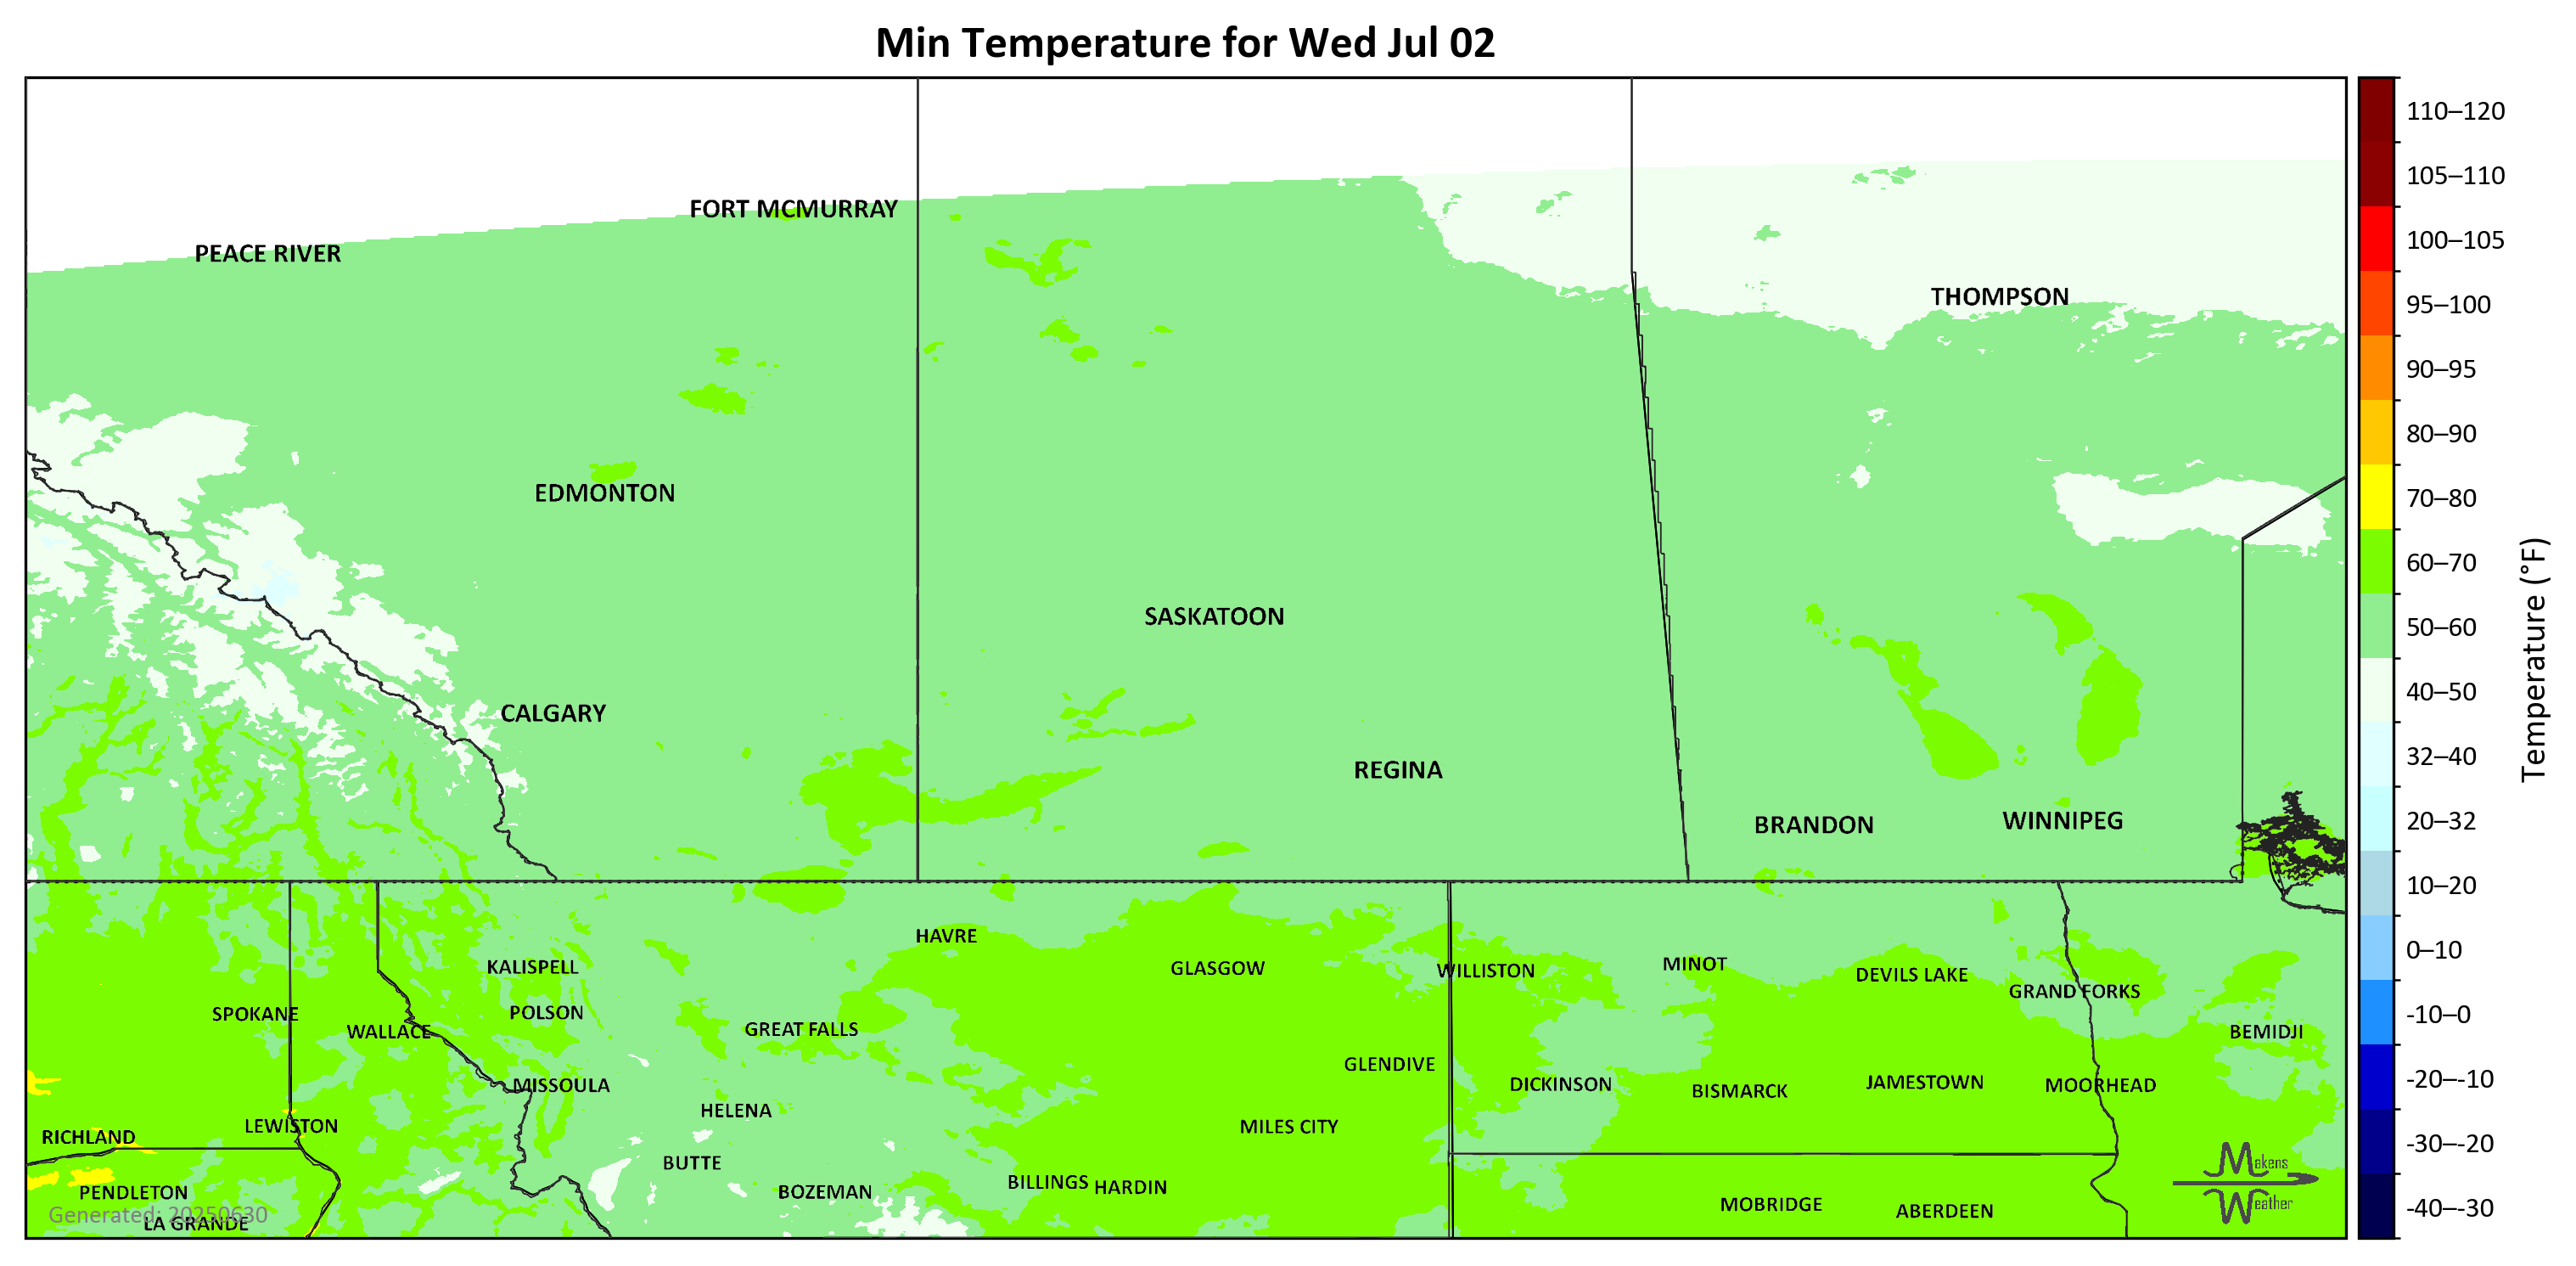 Min Temperature for Wed Jul 02
FORT MCMURRAY
PEACE RIVER
THOMPSON
EDMONTON
SASKATOON
CALGARY
REGINA
BRANDON
WINNIPEG
HAVRE
KALISPELL
GLASGOW
WILLISTON
MINOT
DEVILS LAKE
GRAND FORKS
SPOKANE
POLSON
WALLACE
GREAT FALLS
BEMIDJI
GLENDIVE
MISSOULA
DICKINSON
BISMARCK
JAMESTOWN
MOORHEAD
HELENA
LEWISTON
RICHLAND
MILES CITY
BUTTE
PENDLETON
BOZEMAN
BILLINGS
HARDIN
MOBRIDGE
ABERDEEN
LA GRANDE
Generated: 20250630
Makens
Weather
110–120
105–110
100–105
95–100
90–95
80–90
70–80
60–70
50–60
40–50
32–40
20–32
10–20
0–10
-10–0
-20–-10
-30–-20
-40–-30
Temperature (°F)